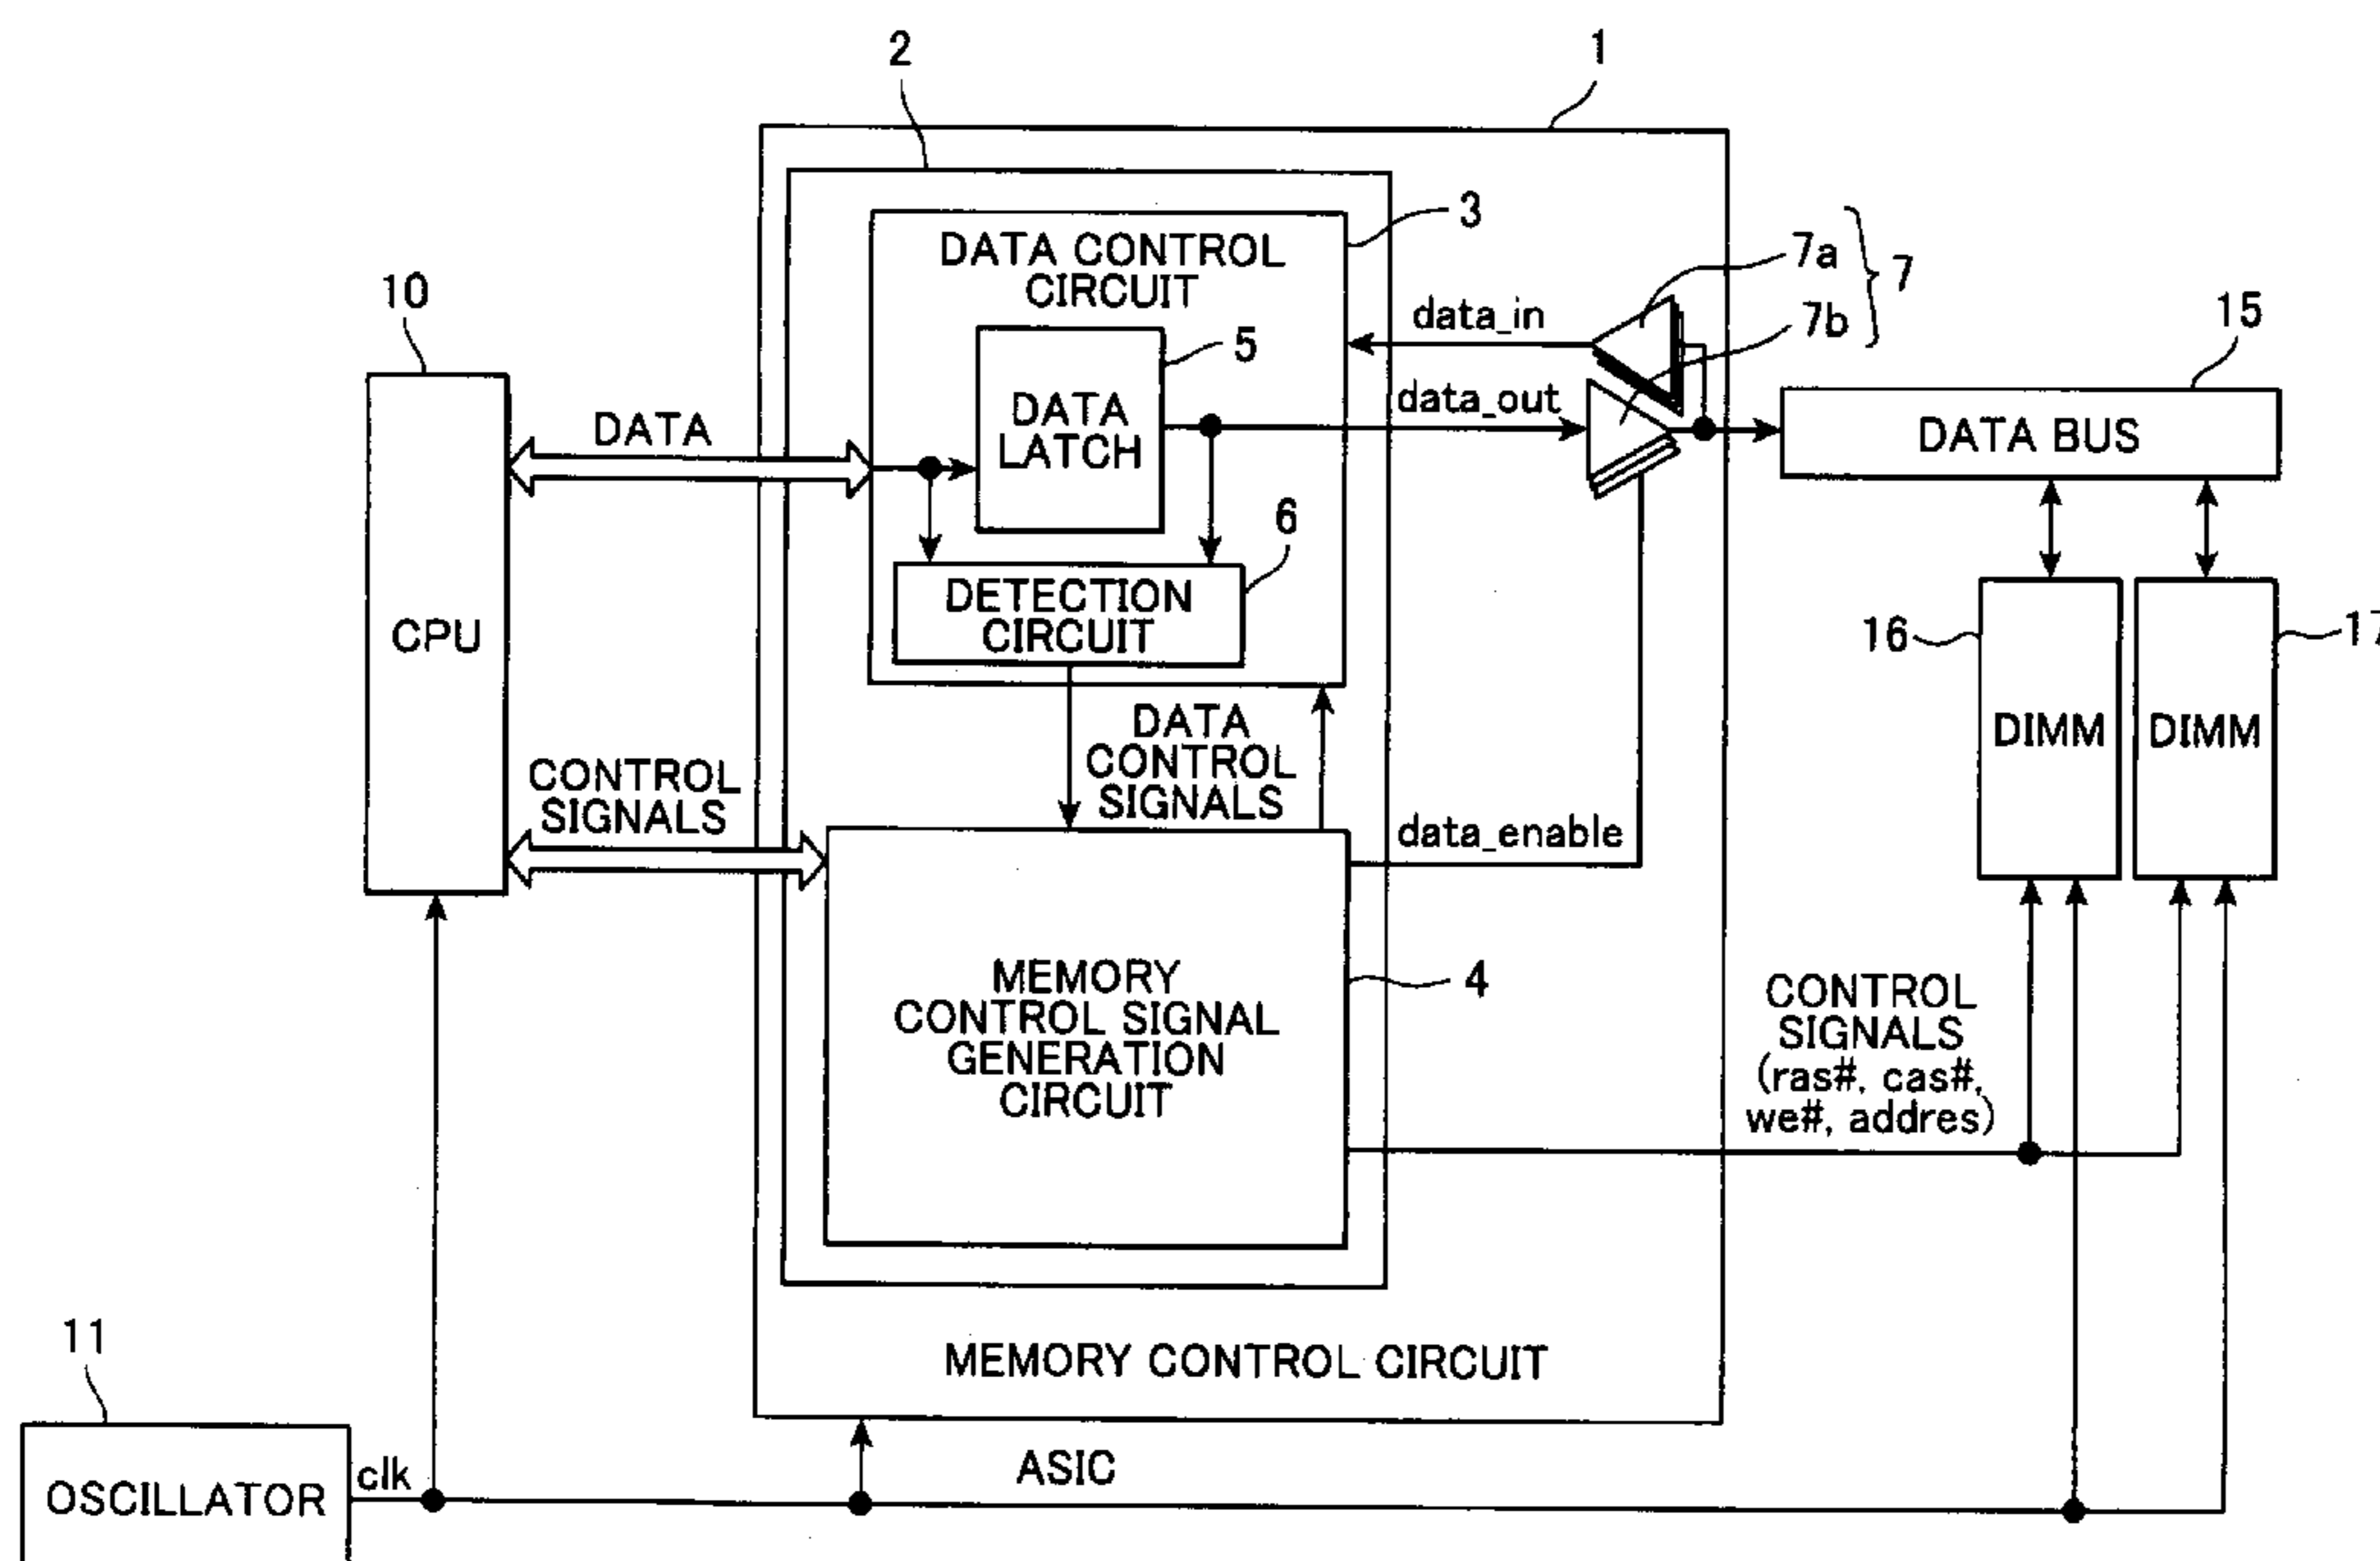 2
1
3
DATA CONTROL
CIRCUIT
7a
7
7b
10
data_in
15
5
DATA
LATCH
data_out
DATA
DATA BUS
6
DETECTION
CIRCUIT
CPU
16
17
DATA
CONTROL
SIGNALS
DIMM
DIMM
CONTROL
SIGNALS
data_enable
MEMORY
CONTROL SIGNAL
GENERATION
CIRCUIT
4
CONTROL
SIGNALS
(ras#, cas#,
we#, addres)
11
MEMORY CONTROL CIRCUIT
clk
ASIC
OSCILLATOR